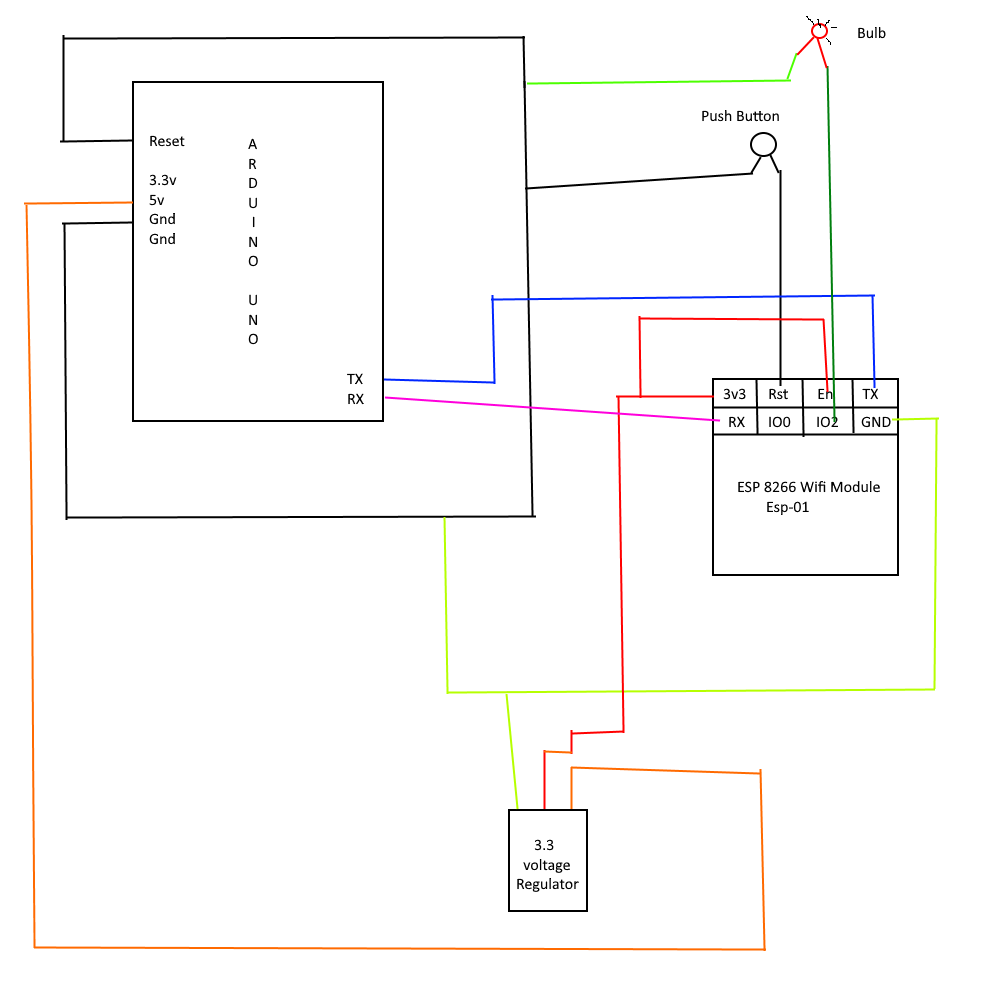 Bulb
Push Button
Reset
3.3v
5v
Gnd
Gnd
A
R
D
U
I
N
O
U
N
O
TX
RX
3v3 Rst En TX
RX IO0 IO2 GND
ESP 8266 Wifi Module
Esp-01
3.3
voltage
Regulator